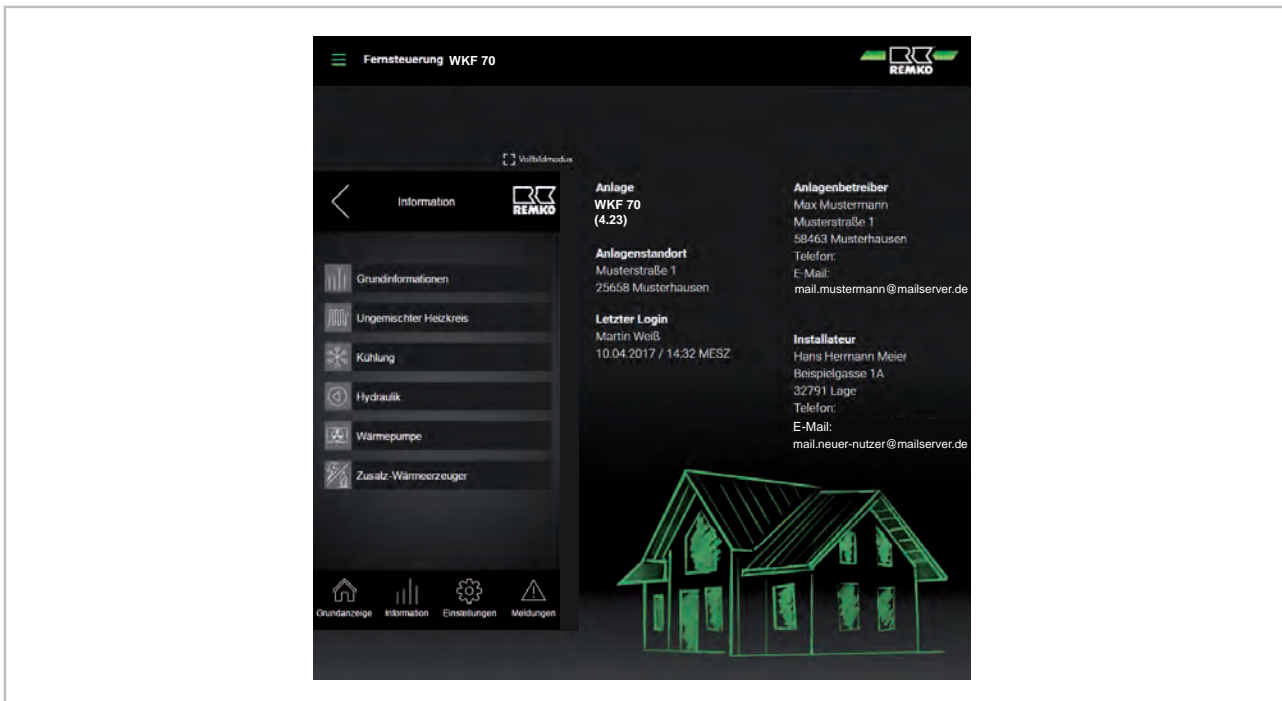 Fernsteuerung WKF 70
REMKO
Vollbildmodus
Information
REMKO
Grundinformationen
Ungemischter Heizkreis
Kühlung
Hydraulik
Wärmepumpe
Zusatz-Wärmeerzeuger
Grundanzeige Information Einstellungen Meldungen
Anlage
WKF 70
(4.23)
Anlagenstandort
Musterstraße 1
25658 Musterhausen
Letzter Login
Martin Weiß
10.04.2017 / 14:32 MESZ
Anlagenbetreiber
Max Mustermann
Musterstraße 1
58463 Musterhausen
Telefon:
E-Mail:
mail.mustermann@mailserver.de
Installateur
Hans Hermann Meier
Beispielgasse 1A
32791 Lage
Telefon:
E-Mail:
mail.neuer-nutzer@mailserver.de